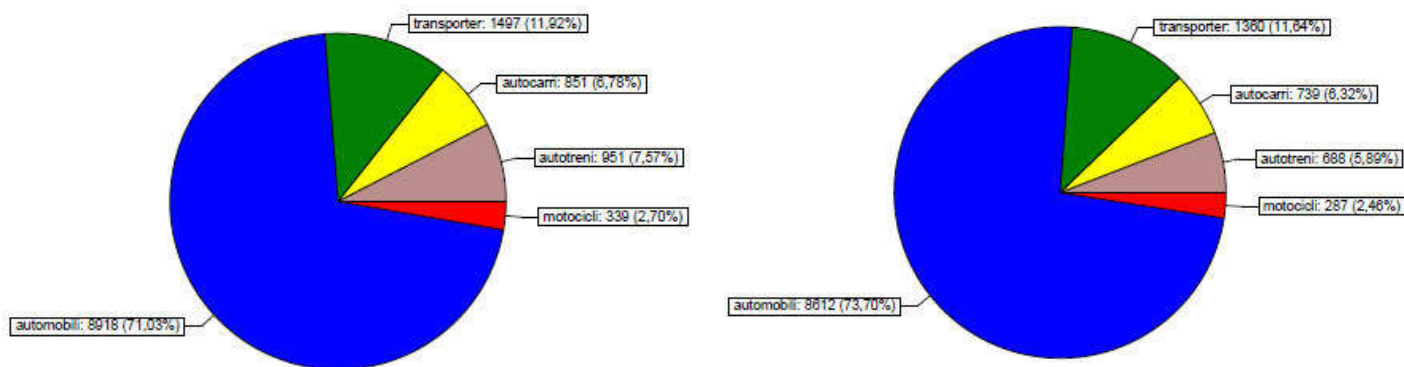 transporter: 1497 (11,92%)
autocarri: 851 (6,78%)
autotreni: 951 (7,57%)
motocicli: 339 (2,70%)
automobili: 8918 (71,03%)
transporter: 1360 (11,64%)
autocarri: 739 (6,32%)
autotreni: 688 (5,89%)
motocicli: 287 (2,46%)
automobili: 8612 (73,70%)